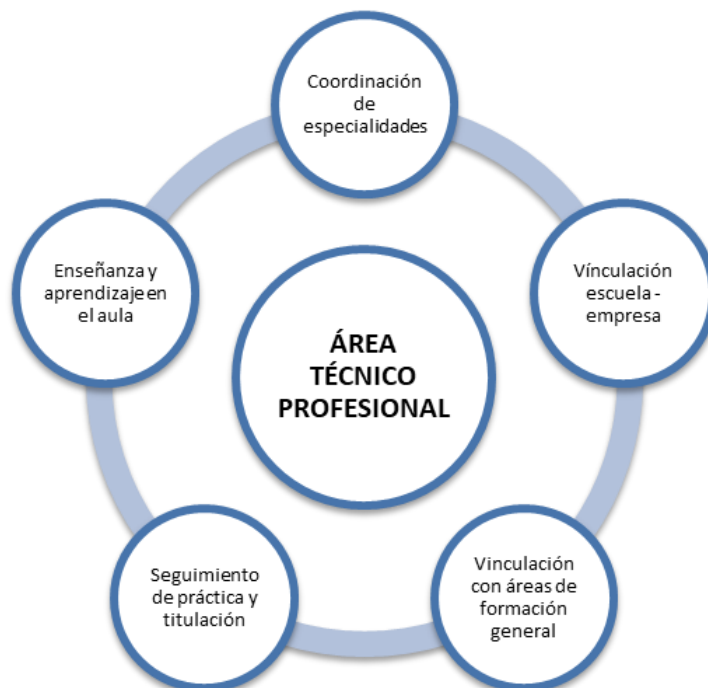 Coordinación
de
especialidades
Vínculación
escuela -
empresa
Vinculación
con áreas de
formación
general
Seguimiento
de práctica y
titulación
Enseñanza y
aprendizaje en
el aula
ÁREA
TÉCNICO
PROFESIONAL